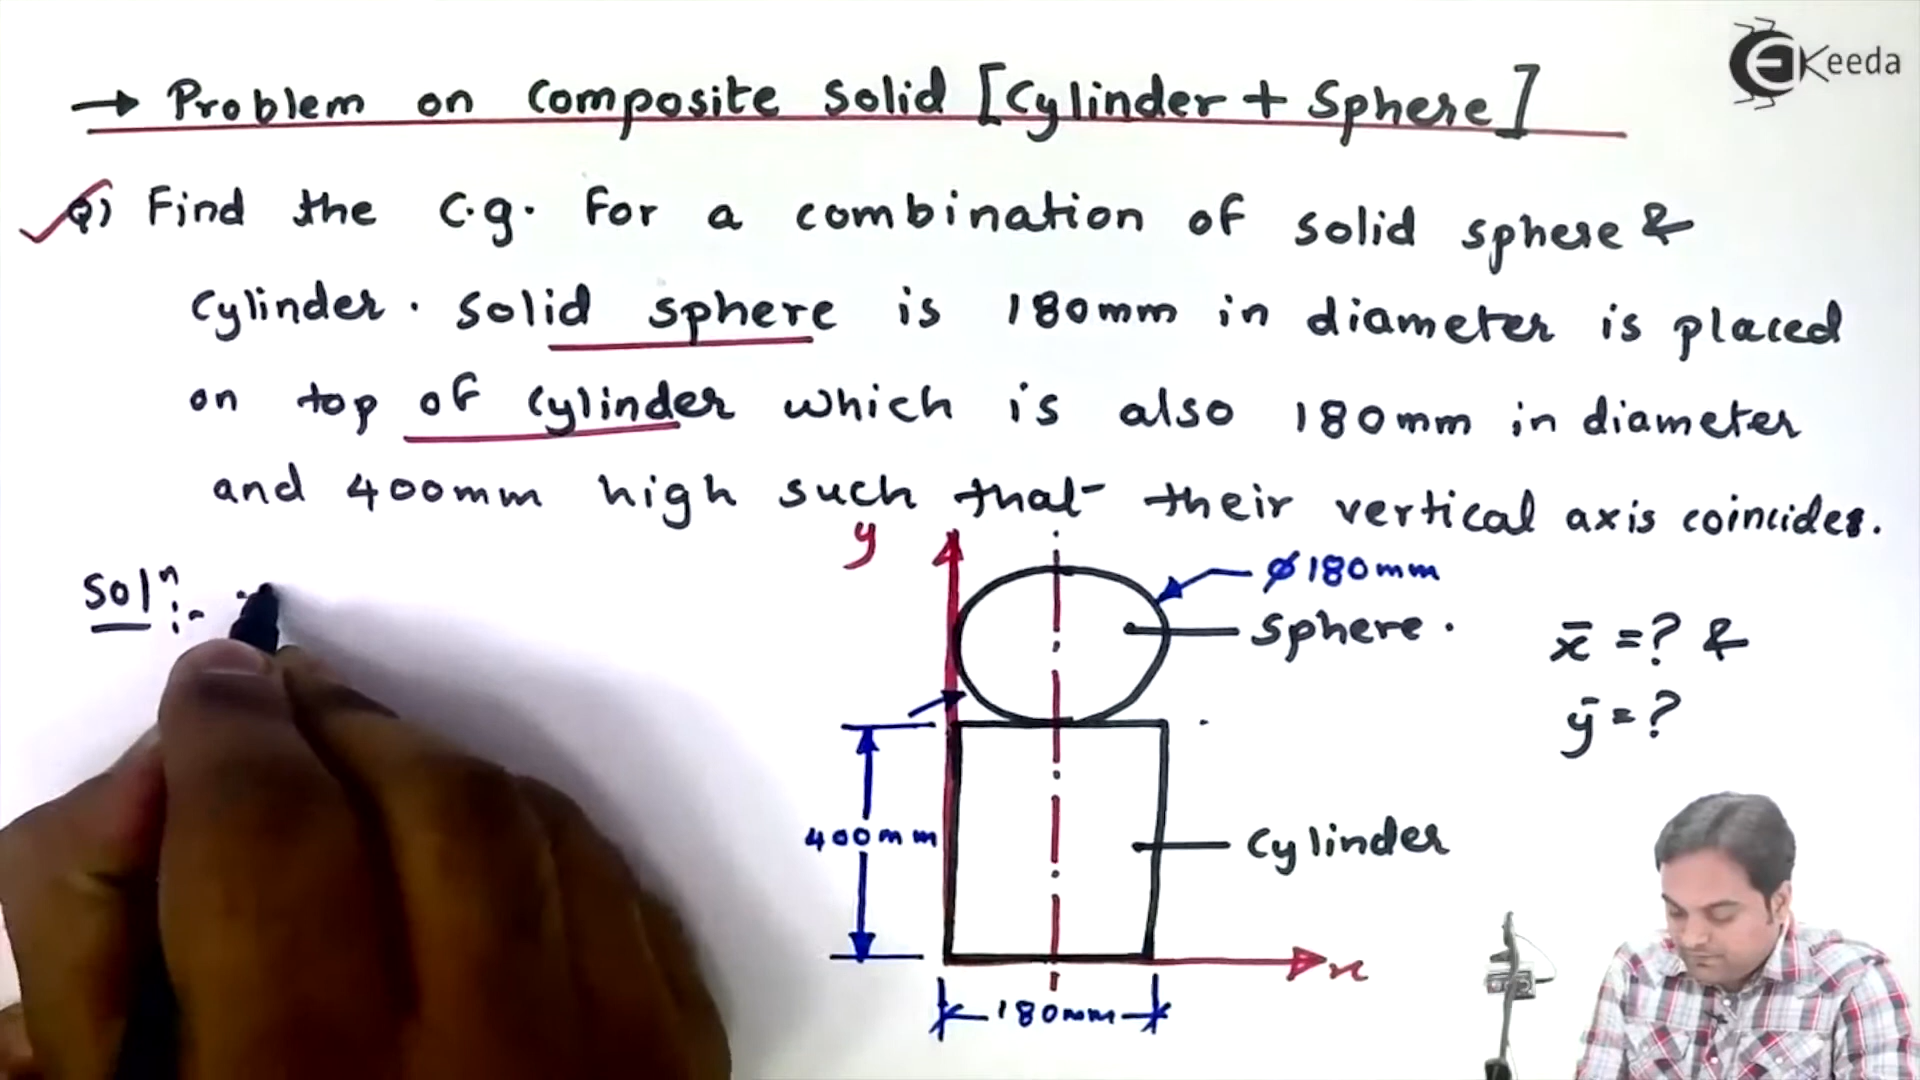 → Problem on Composite Solid [Cylinder + Sphere]
Q) Find the C.g. For a combination of solid sphere &
Cylinder. Solid sphere is 180mm in diameter is placed
on top of Cylinder which is also 180mm in diameter
and 400mm high such that their vertical axis coincides.
Solⁿ :-
y
ø180mm
Sphere.
x̄ =? &
ȳ =?
400mm
Cylinder
x
180mm
EKeeda